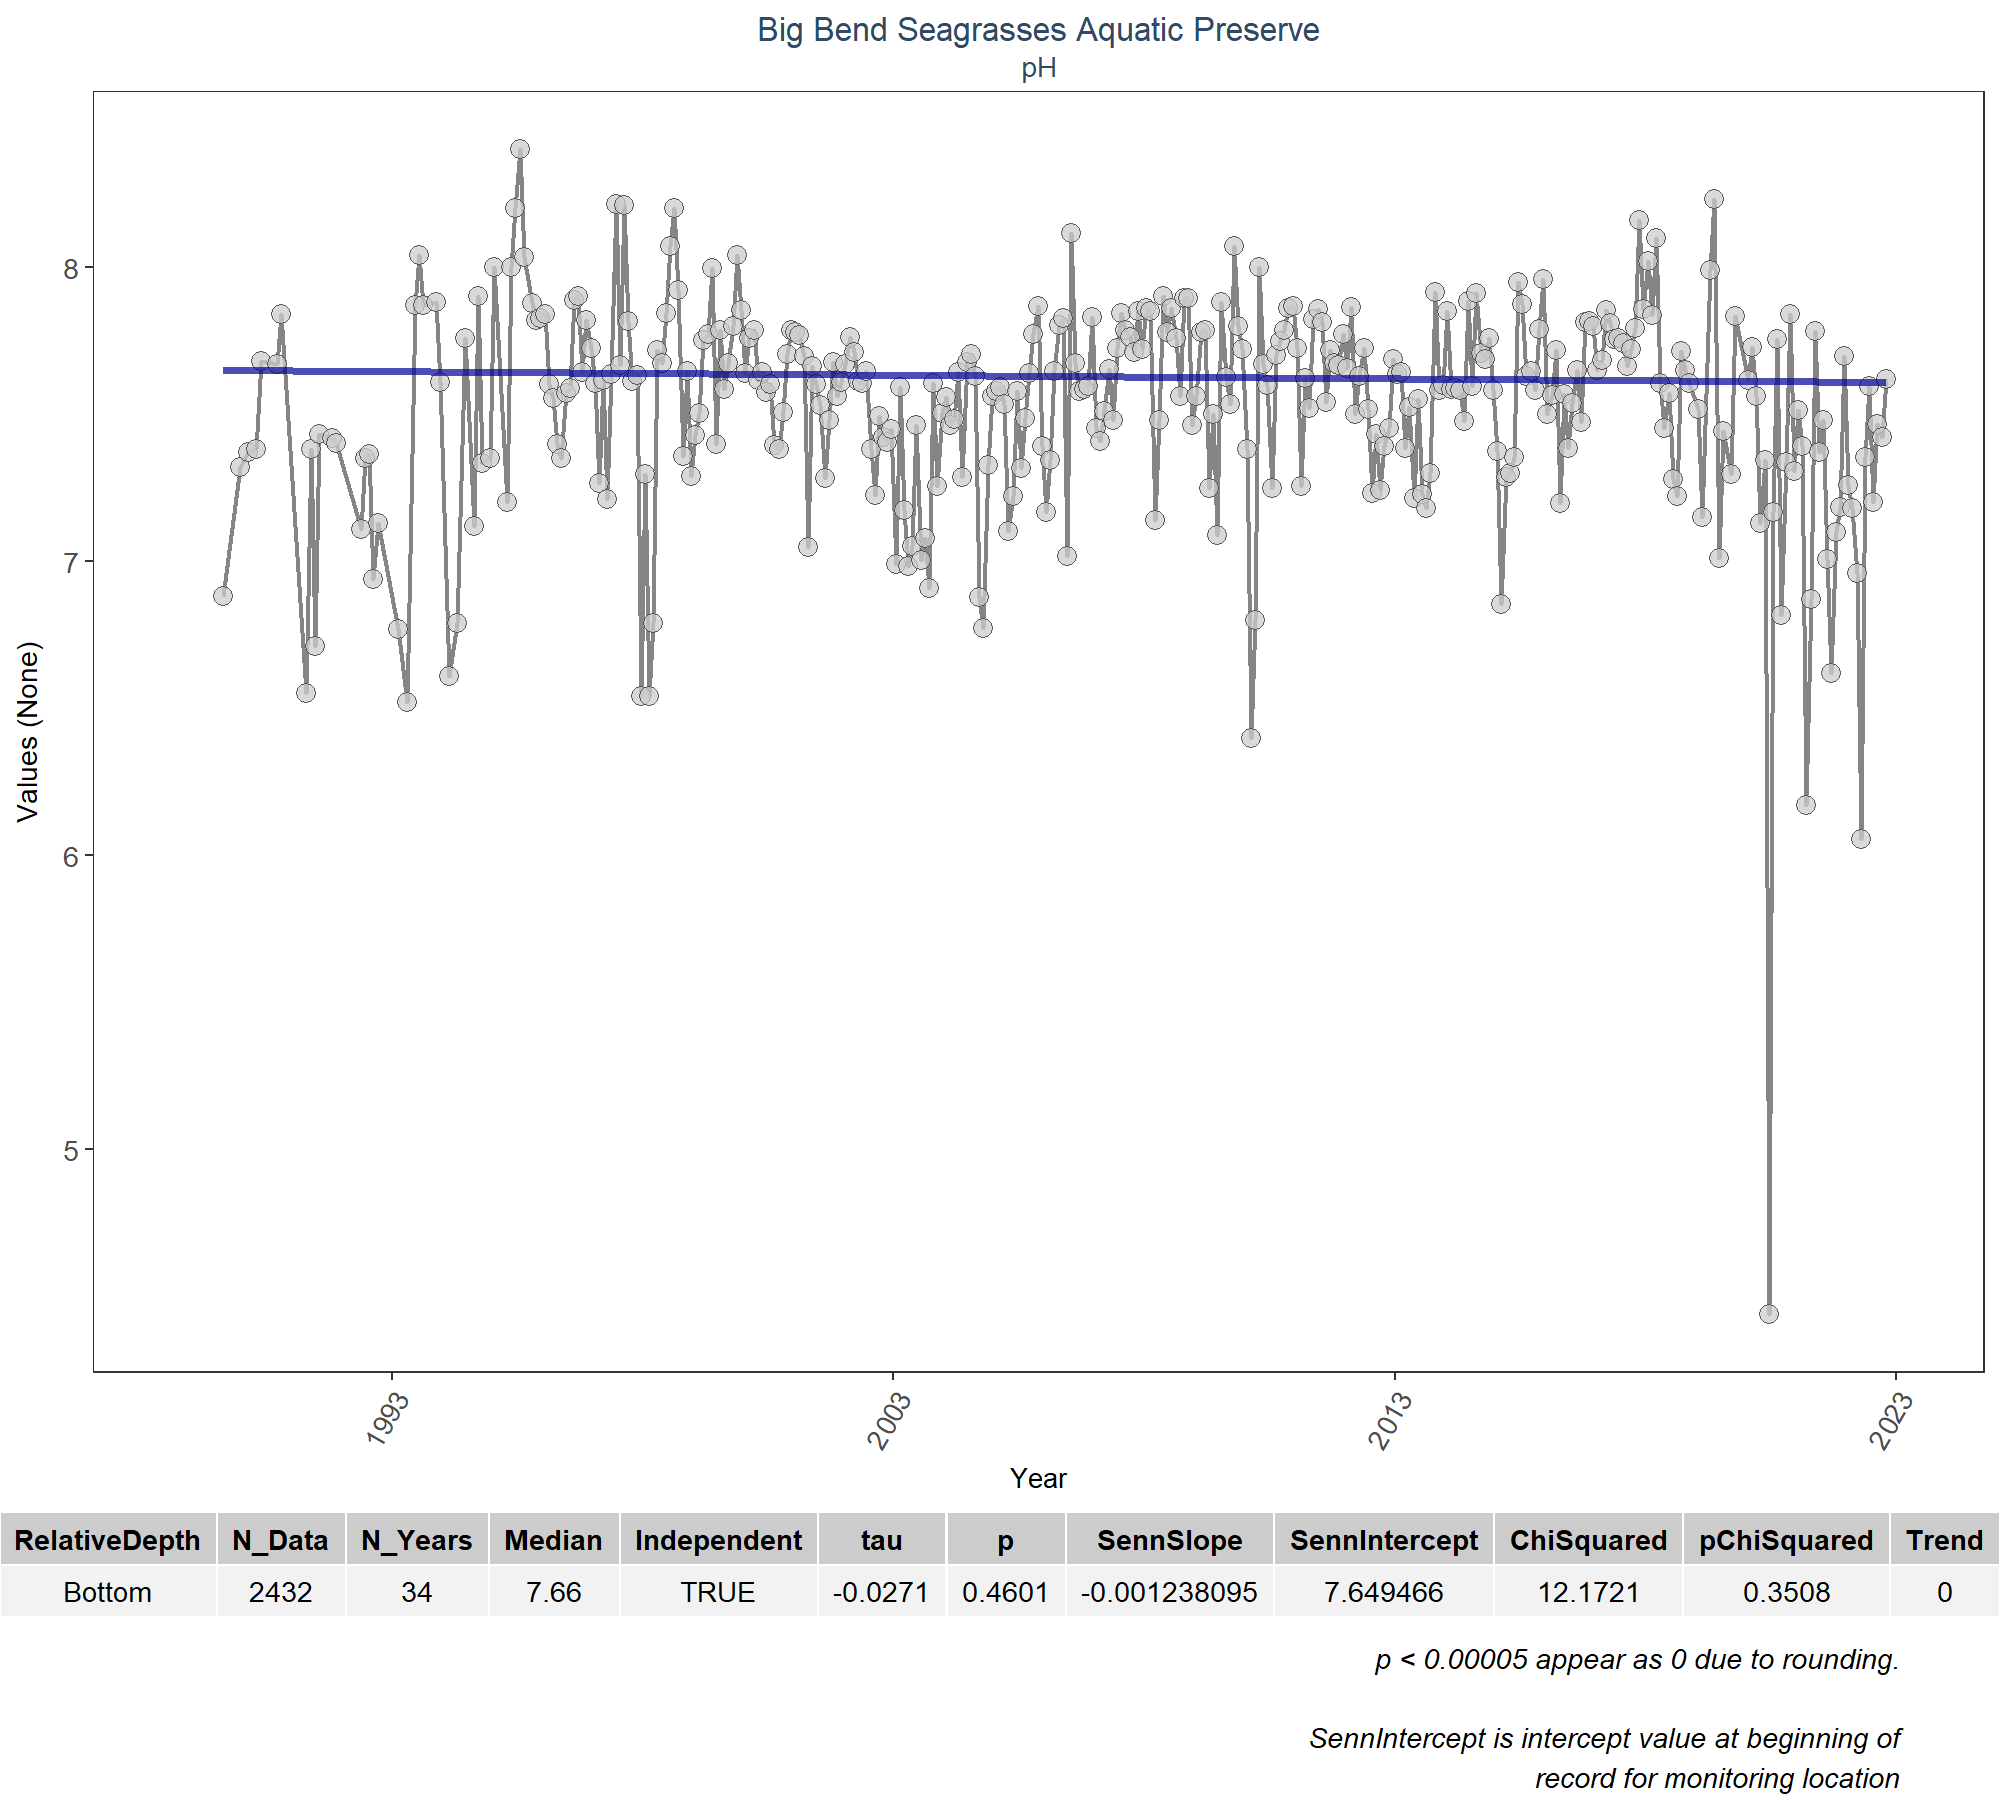 Big Bend Seagrasses Aquatic Preserve
pH
Values (None)
8
7
6
5
1993 2003 2013 2023
Year
RelativeDepth N_Data N_Years Median Independent tau p SennSlope SennIntercept ChiSquared pChiSquared Trend
Bottom 2432 34 7.66 TRUE -0.0271 0.4601 -0.001238095 7.649466 12.1721 0.3508 0
p < 0.00005 appear as 0 due to rounding.
SennIntercept is intercept value at beginning of
record for monitoring location